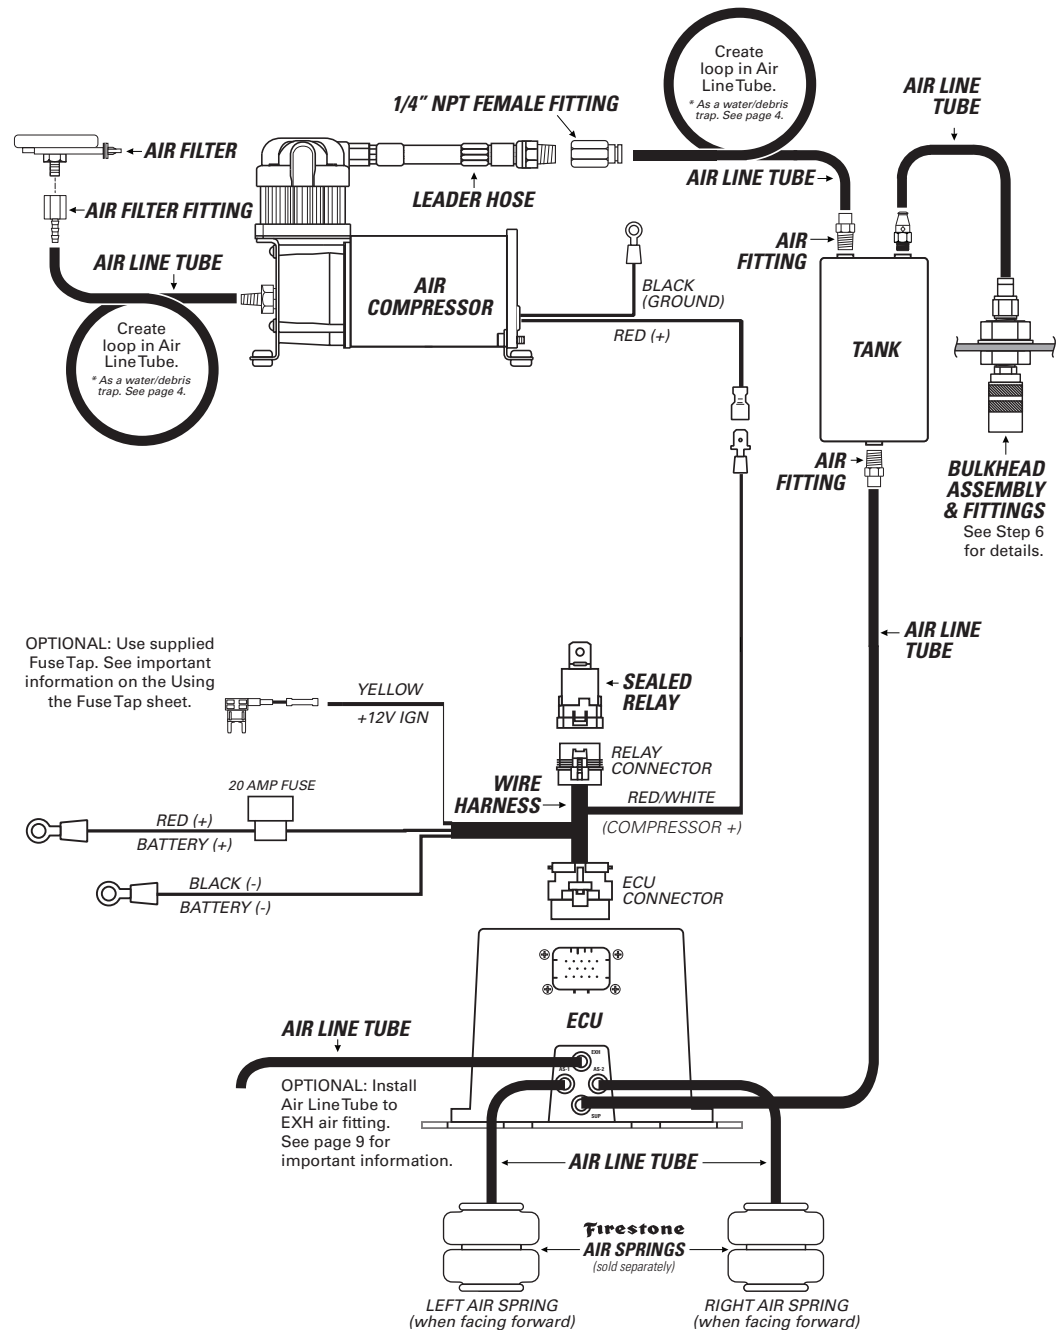 Create
loop in Air
Line Tube.
* As a water/debris
trap. See page 4.
AIR LINE
TUBE
1/4" NPT FEMALE FITTING
AIR FILTER
LEADER HOSE
AIR LINE TUBE
AIR FILTER FITTING
AIR
FITTING
AIR LINE TUBE
AIR
COMPRESSOR
BLACK
(GROUND)
RED (+)
Create
loop in Air
Line Tube.
* As a water/debris
trap. See page 4.
TANK
AIR
FITTING
BULKHEAD
ASSEMBLY
& FITTINGS
See Step 6
for details.
OPTIONAL: Use supplied
Fuse Tap. See important
information on the Using
the Fuse Tap sheet.
YELLOW
+12V IGN
SEALED
RELAY
AIR LINE
TUBE
RELAY
CONNECTOR
20 AMP FUSE
WIRE
HARNESS
RED/WHITE
(COMPRESSOR +)
RED (+)
BATTERY (+)
BLACK (-)
BATTERY (-)
ECU
CONNECTOR
ECU
AIR LINE TUBE
EXH
AS-1
AS-2
SUP
OPTIONAL: Install
Air Line Tube to
EXH air fitting.
See page 9 for
important information.
AIR LINE TUBE
Firestone
AIR SPRINGS
(sold separately)
LEFT AIR SPRING
(when facing forward)
RIGHT AIR SPRING
(when facing forward)